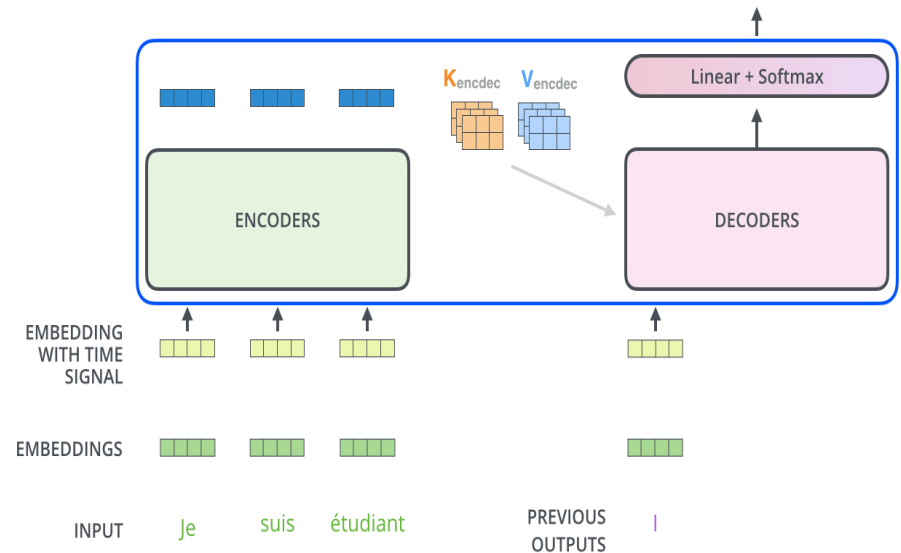 Kencdec
Vencdec
Linear + Softmax
ENCODERS
DECODERS
EMBEDDING
WITH TIME
SIGNAL
EMBEDDINGS
INPUT
Je
suis
étudiant
PREVIOUS
OUTPUTS
I